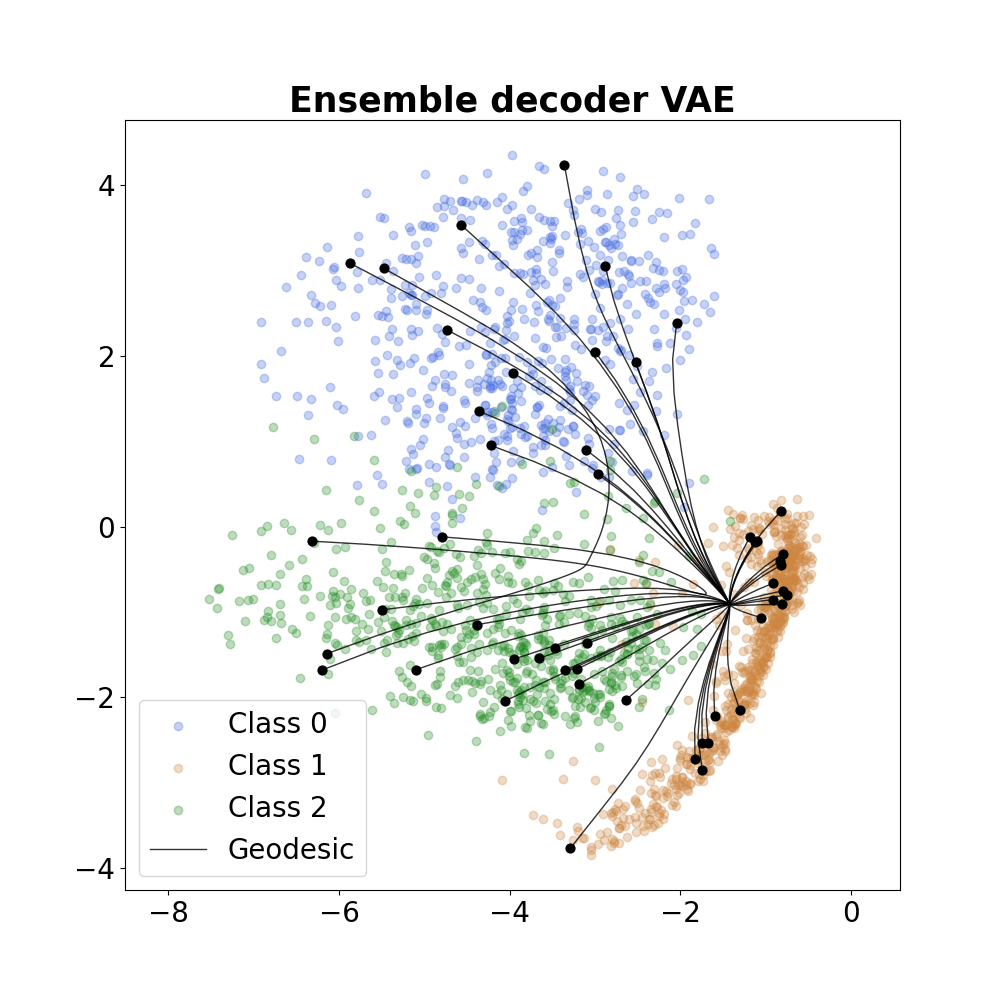 Ensemble decoder VAE
4
2
0
−2
−4
Class 0
Class 1
Class 2
Geodesic
−8 −6 −4 −2 0